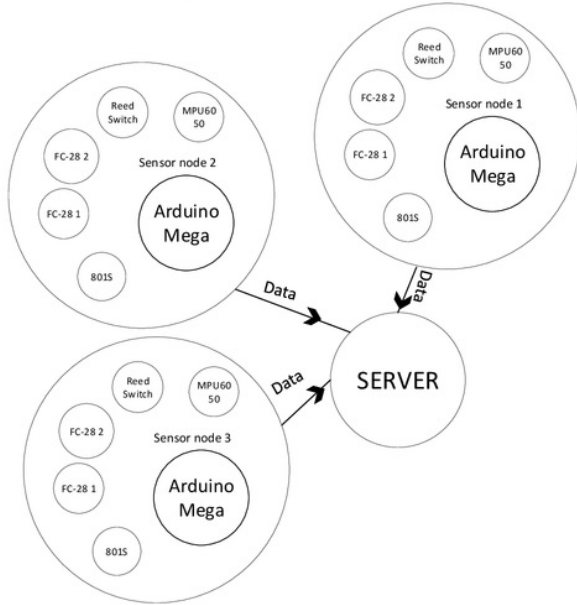 Reed
Switch
MPU60
50
FC-28 2
Sensor node 2
FC-28 1
Arduino
Mega
801S
Reed
Switch
MPU60
50
FC-28 2
Sensor node 1
FC-28 1
Arduino
Mega
801S
Data
Data
SERVER
Data
Reed
Switch
MPU60
50
FC-28 2
Sensor node 3
FC-28 1
Arduino
Mega
801S